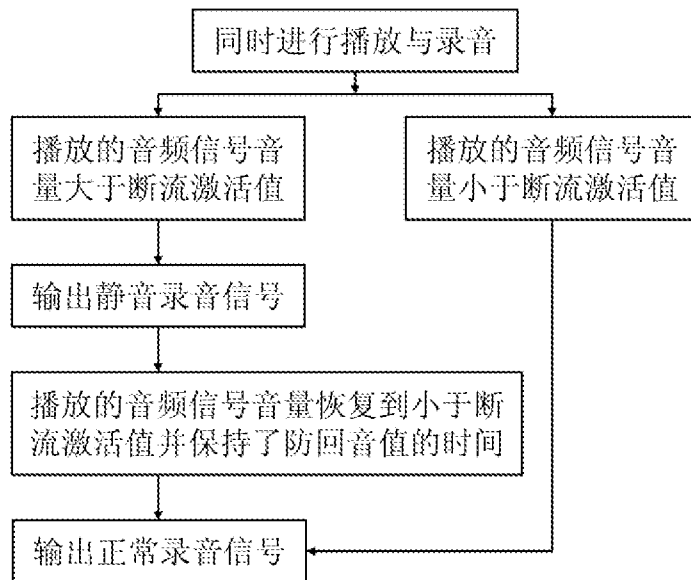 同时进行播放与录音
播放的音频信号音
量大于断流激活值
播放的音频信号音
量小于断流激活值
输出静音录音信号
播放的音频信号音量恢复到小于断
流激活值并保持了防回音值的时间
输出正常录音信号